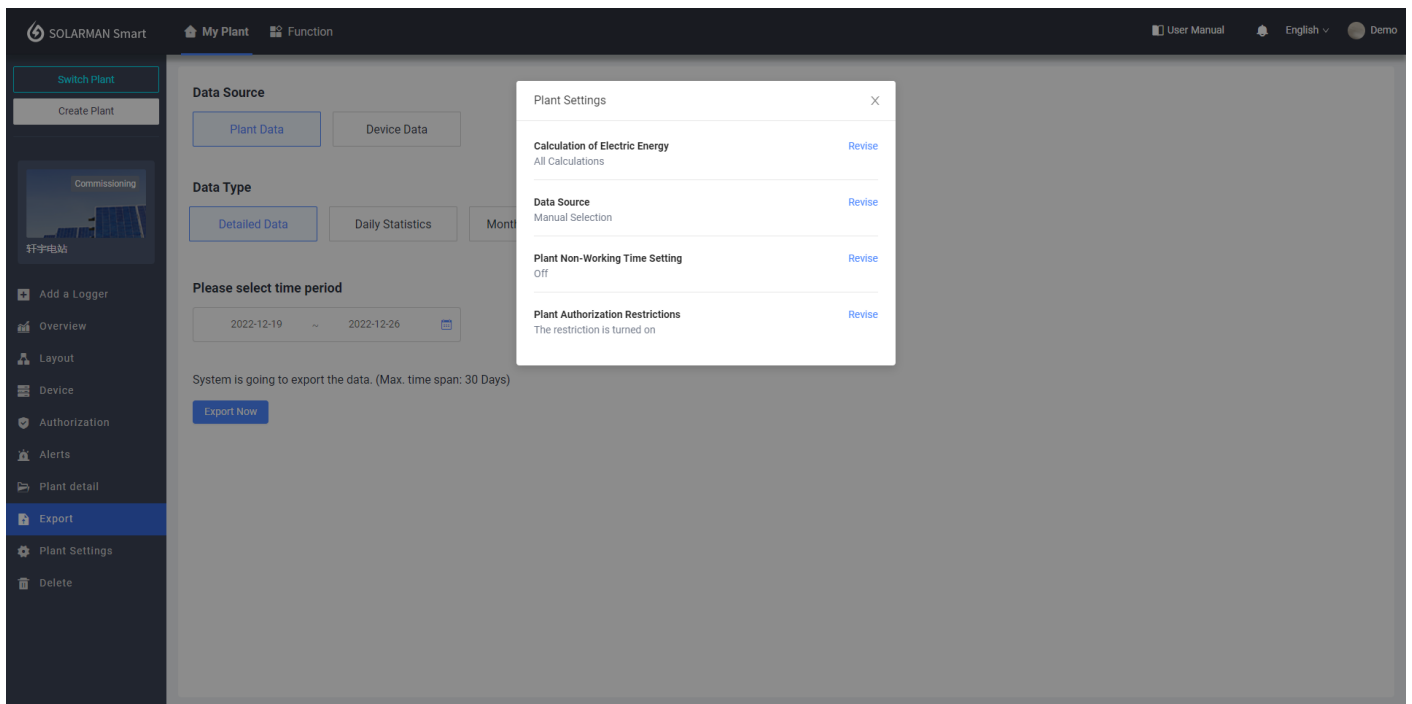 SOLARMAN Smart
My Plant
Function
User Manual
English
Demo
Switch Plant
Create Plant
Commissioning
轩宇电站
Add a Logger
Overview
Layout
Device
Authorization
Alerts
Plant detail
Export
Plant Settings
Delete
Data Source
Plant Data
Device Data
Data Type
Detailed Data
Daily Statistics
Please select time period
2022-12-19 ~ 2022-12-26
System is going to export the data. (Max. time span: 30 Days)
Export Now
Plant Settings
Calculation of Electric Energy
Revise
All Calculations
Data Source
Revise
Manual Selection
Plant Non-Working Time Setting
Revise
Off
Plant Authorization Restrictions
Revise
The restriction is turned on